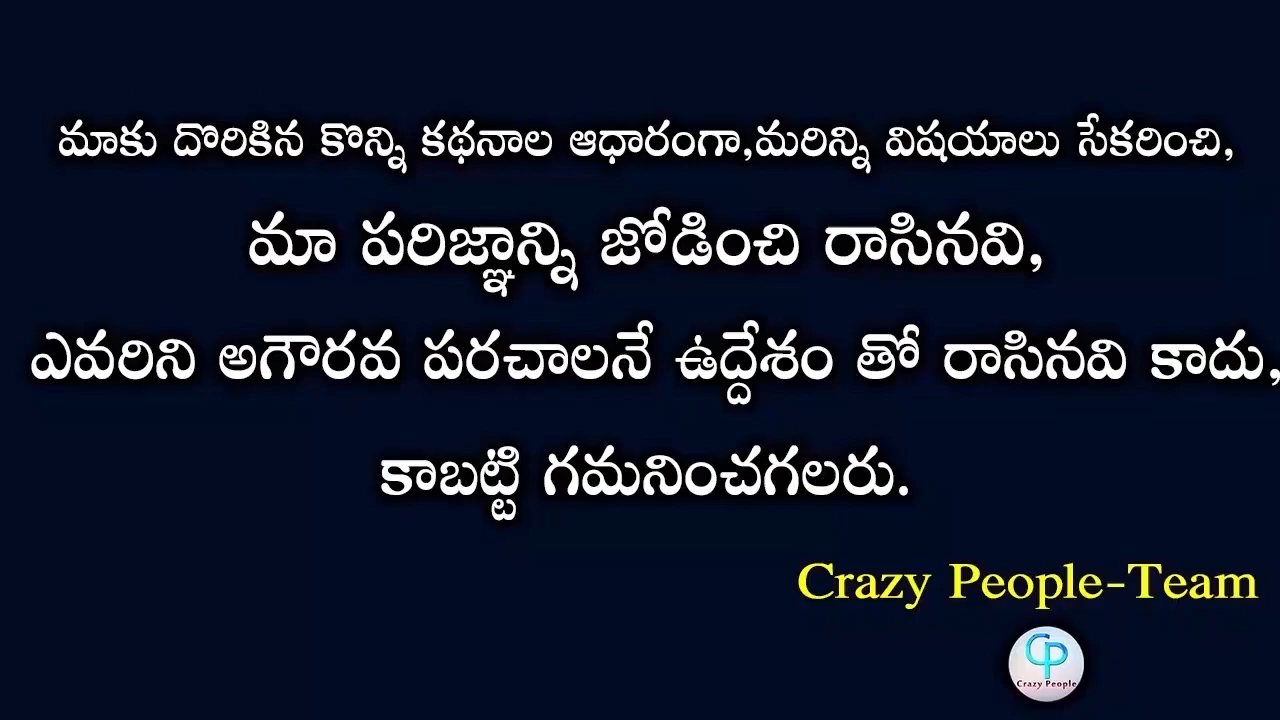 మాకు దొరికిన కొన్ని కథనాల ఆధారంగా,మరిన్ని విషయాలు సేకరించి,
మా పరిజ్ఞాన్ని జోడించి రాసినవి,
ఎవరిని అగౌరవ పరచాలనే ఉద్దేశం తో రాసినవి కాదు,
కాబట్టి గమనించగలరు.
Crazy People-Team
CP
Crazy People